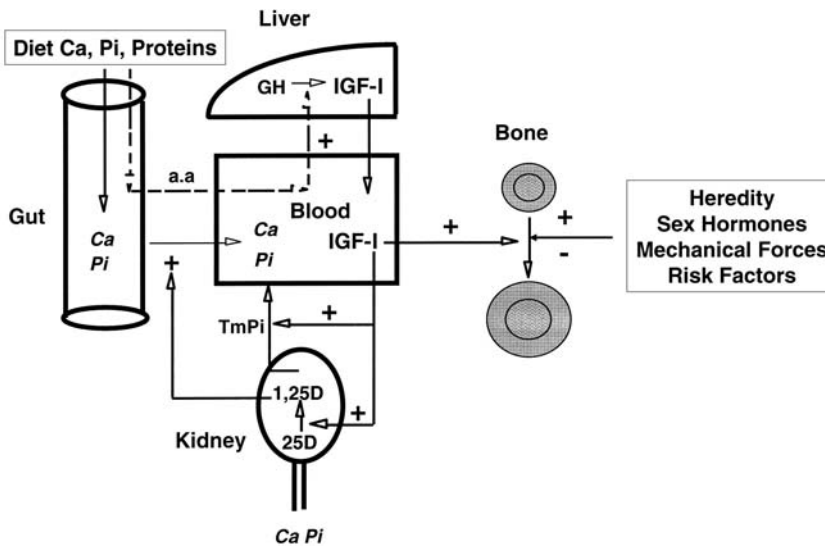 Liver
Diet Ca, Pi, Proteins
GH
IGF-I
+
Bone
a.a
Gut
Blood
Ca
Pi
Ca
Pi
IGF-I
+
+
+
-
Heredity
Sex Hormones
Mechanical Forces
Risk Factors
TmPi
+
1,25D
+
25D
Kidney
Ca Pi